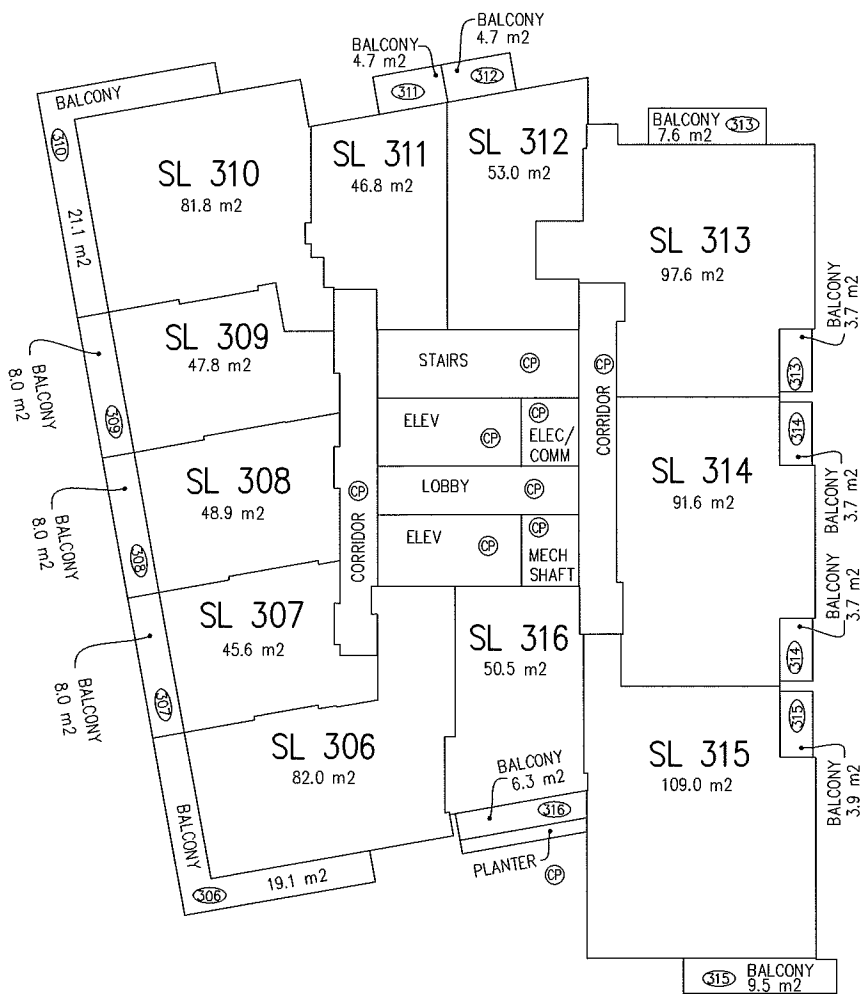 BALCONY
4.7 m2
BALCONY
4.7 m2
311
312
BALCONY
310
21.1 m2
SL 310
81.8 m2
SL 311
46.8 m2
SL 312
53.0 m2
BALCONY 313
7.6 m2
SL 313
97.6 m2
BALCONY
3.7 m2
313
SL 309
47.8 m2
BALCONY
8.0 m2
309
STAIRS CP
ELEV
CP
CP
ELEC/
COMM
LOBBY CP
ELEV
CP
CP
MECH
SHAFT
CP
CORRIDOR
CP
CORRIDOR
SL 314
91.6 m2
314
BALCONY
3.7 m2
BALCONY
3.7 m2
314
SL 308
48.9 m2
BALCONY
8.0 m2
308
SL 307
45.6 m2
BALCONY
8.0 m2
307
SL 316
50.5 m2
BALCONY
6.3 m2
316
PLANTER
CP
SL 306
82.0 m2
BALCONY
306
19.1 m2
SL 315
109.0 m2
315
BALCONY
3.9 m2
315 BALCONY
9.5 m2